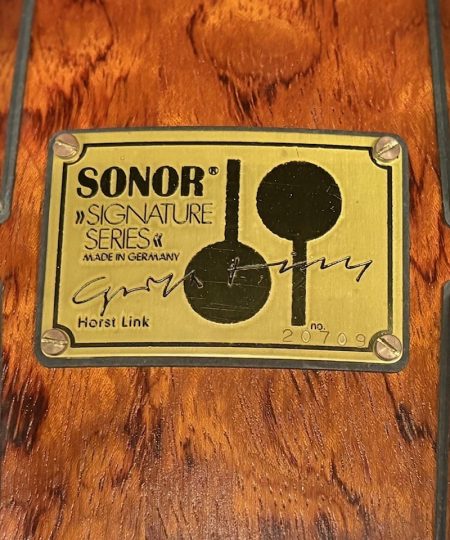 SONOR®
»SIGNATURE
SERIES«
MADE IN GERMANY
Horst Link
no.
20709